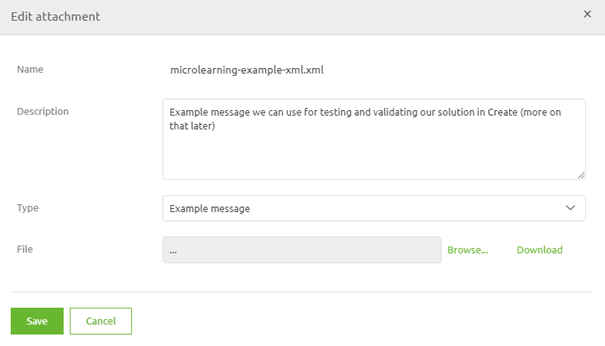 Edit attachment ×
Name microlearning-example-xml.xml
Description Example message we can use for testing and validating our solution in Create (more on
that later)
Type Example message
File ... Browse... Download
Save Cancel